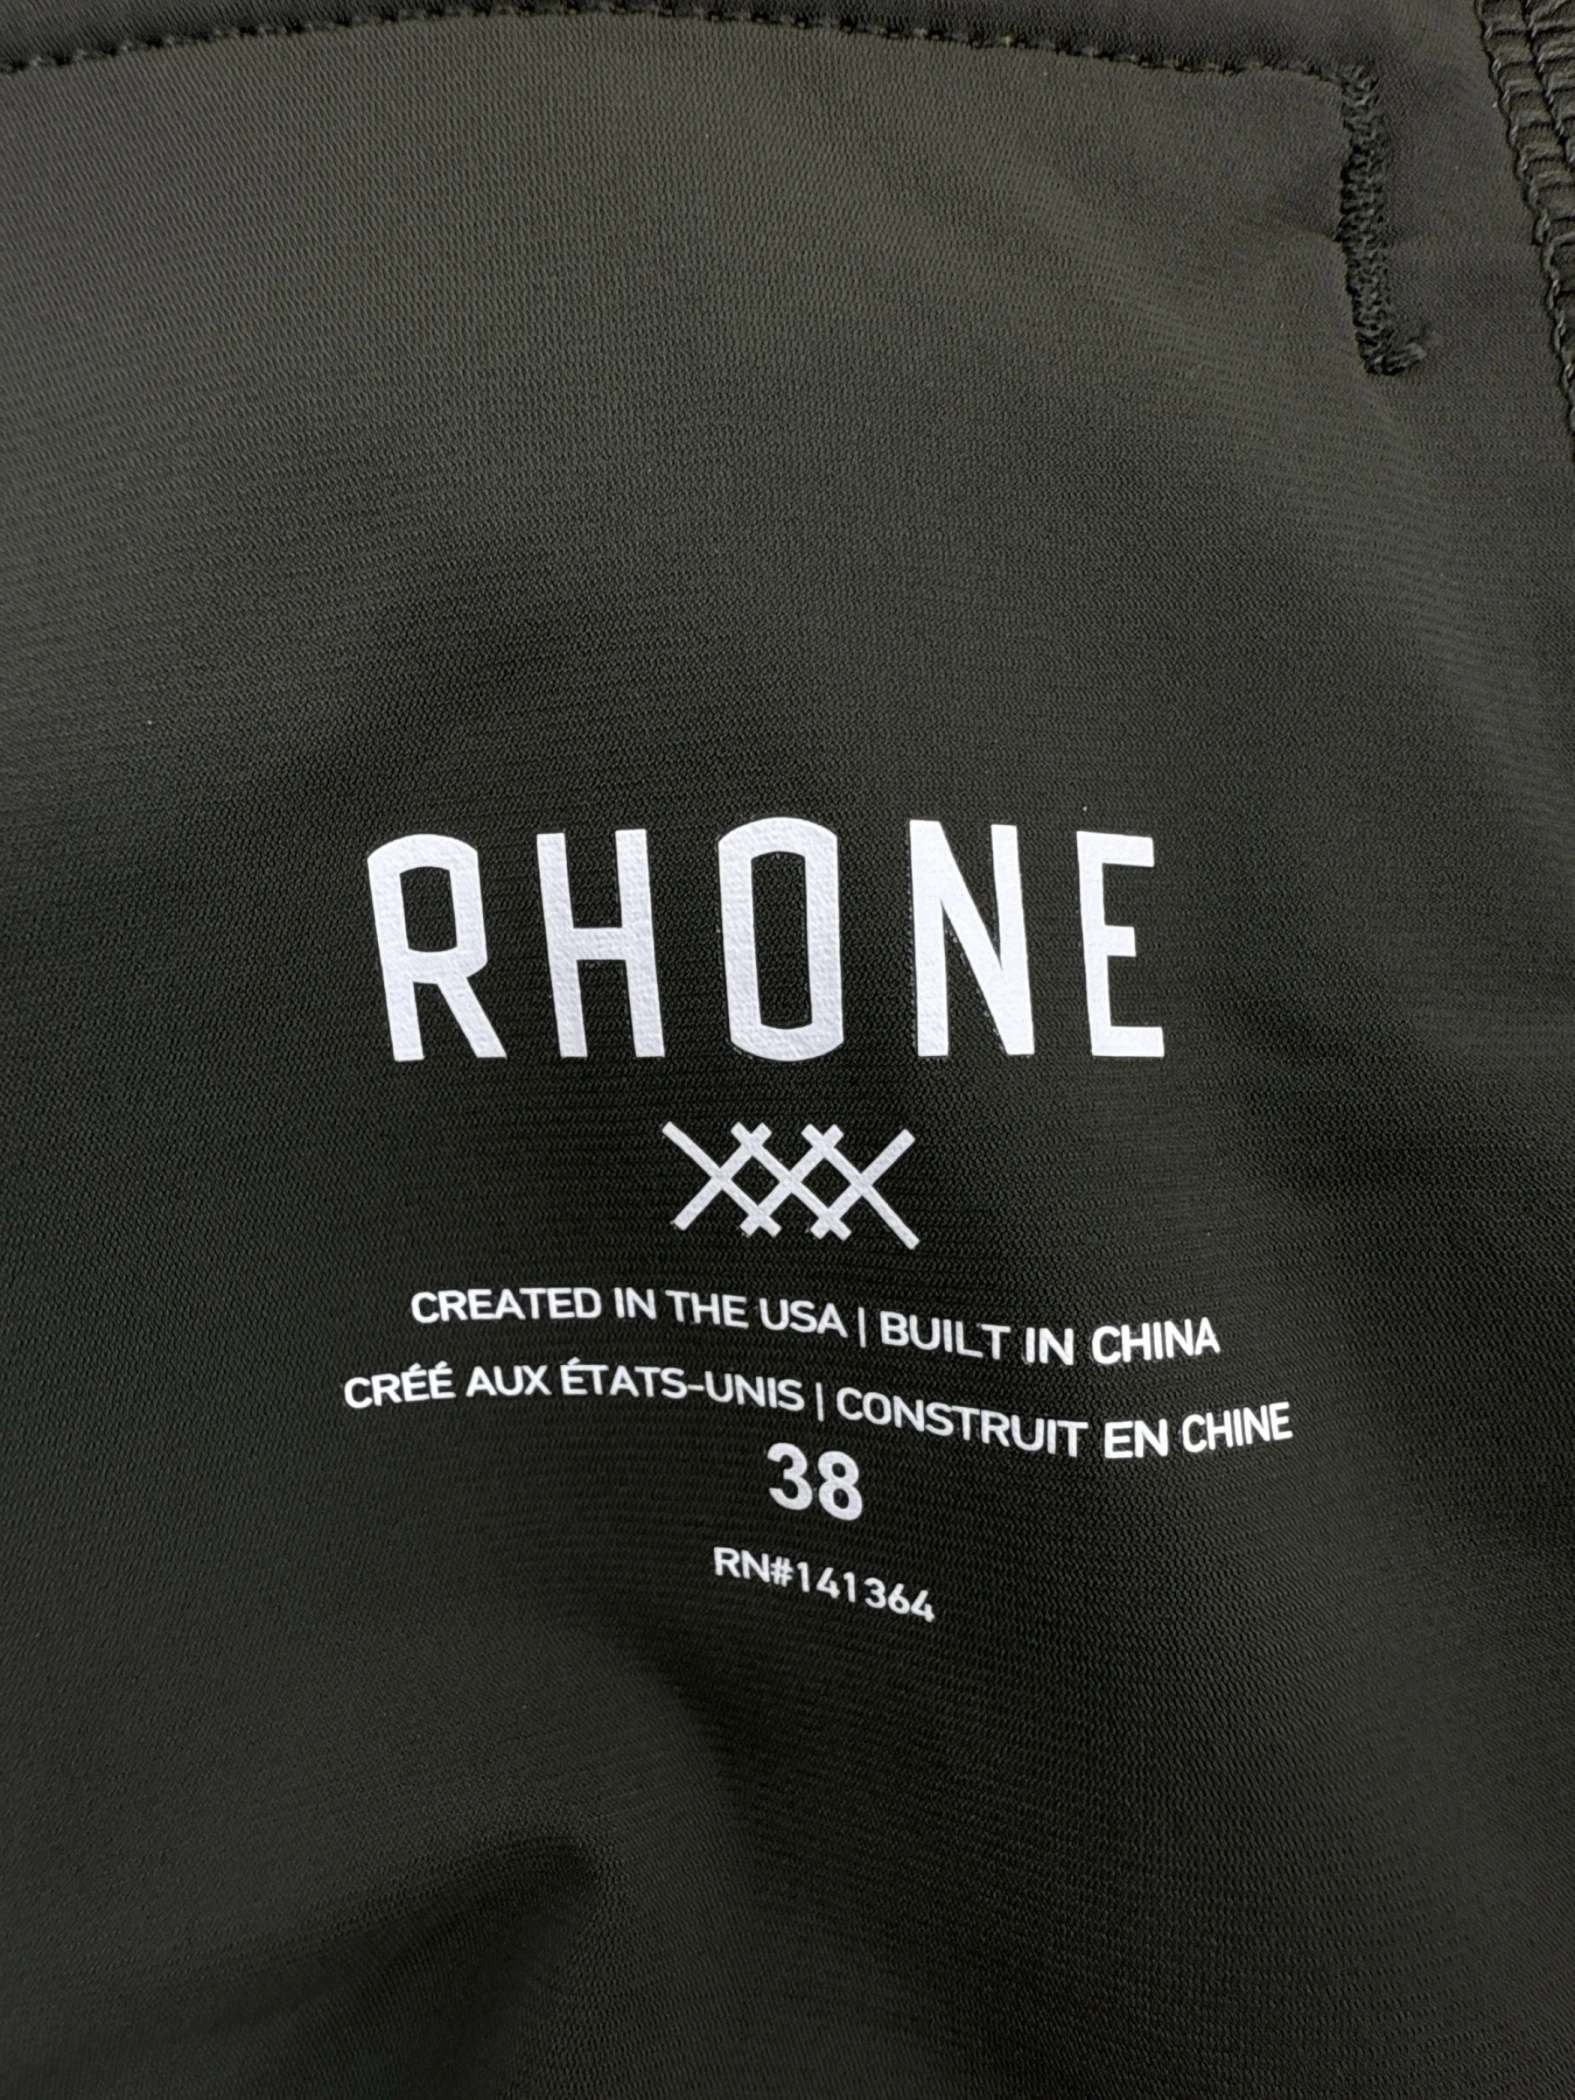 RHONE
CREATED IN THE USA | BUILT IN CHINA
CRÉÉ AUX ÉTATS-UNIS | CONSTRUIT EN CHINE
38
RN#141364